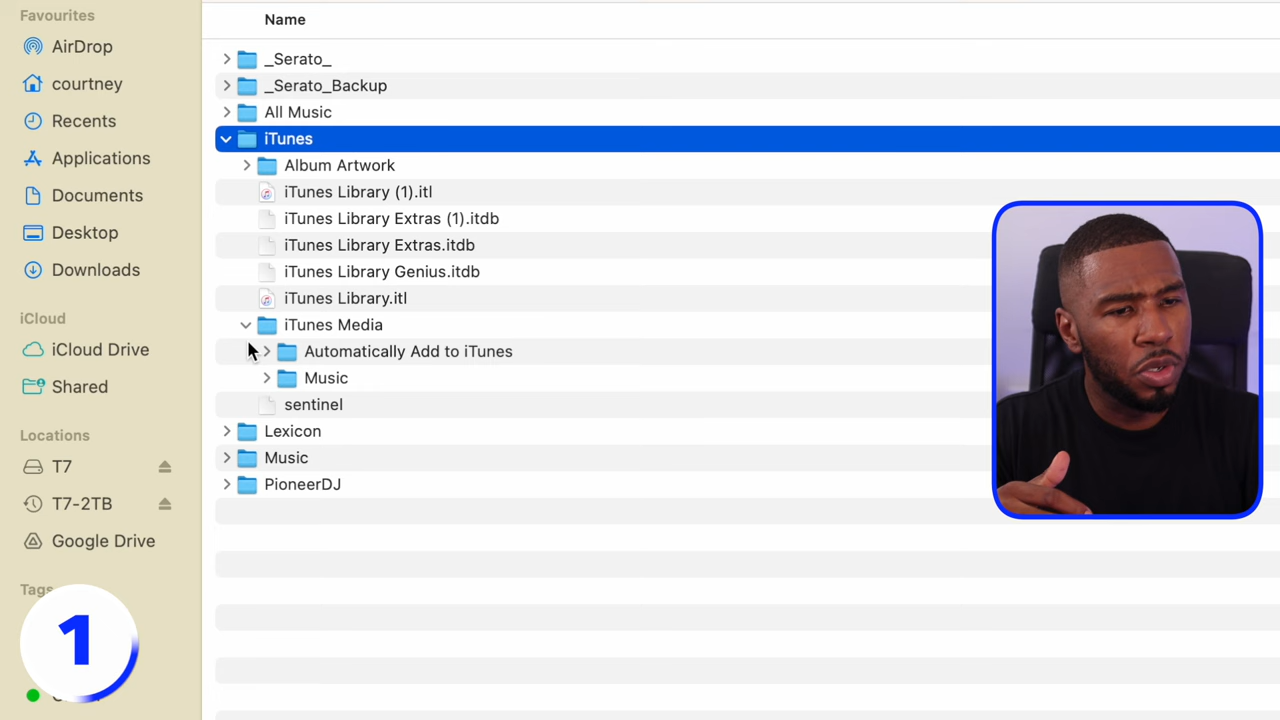 Favourites
AirDrop
courtney
Recents
Applications
Documents
Desktop
Downloads
iCloud
iCloud Drive
Shared
Locations
T7
T7-2TB
Google Drive
Tags
1
Name
_Serato_
_Serato_Backup
All Music
iTunes
Album Artwork
iTunes Library (1).itl
iTunes Library Extras (1).itdb
iTunes Library Extras.itdb
iTunes Library Genius.itdb
iTunes Library.itl
iTunes Media
Automatically Add to iTunes
Music
sentinel
Lexicon
Music
PioneerDJ